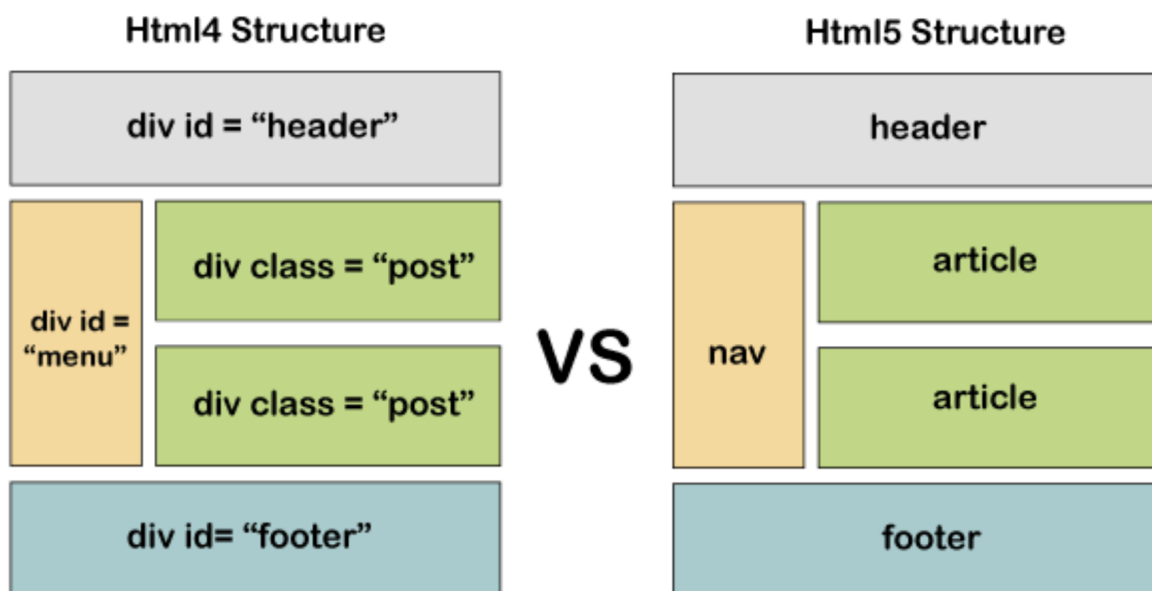 Html4 Structure
div id = “header”
div id =
“menu”
div class = “post”
div class = “post”
div id= “footer”
VS
Html5 Structure
header
nav
article
article
footer